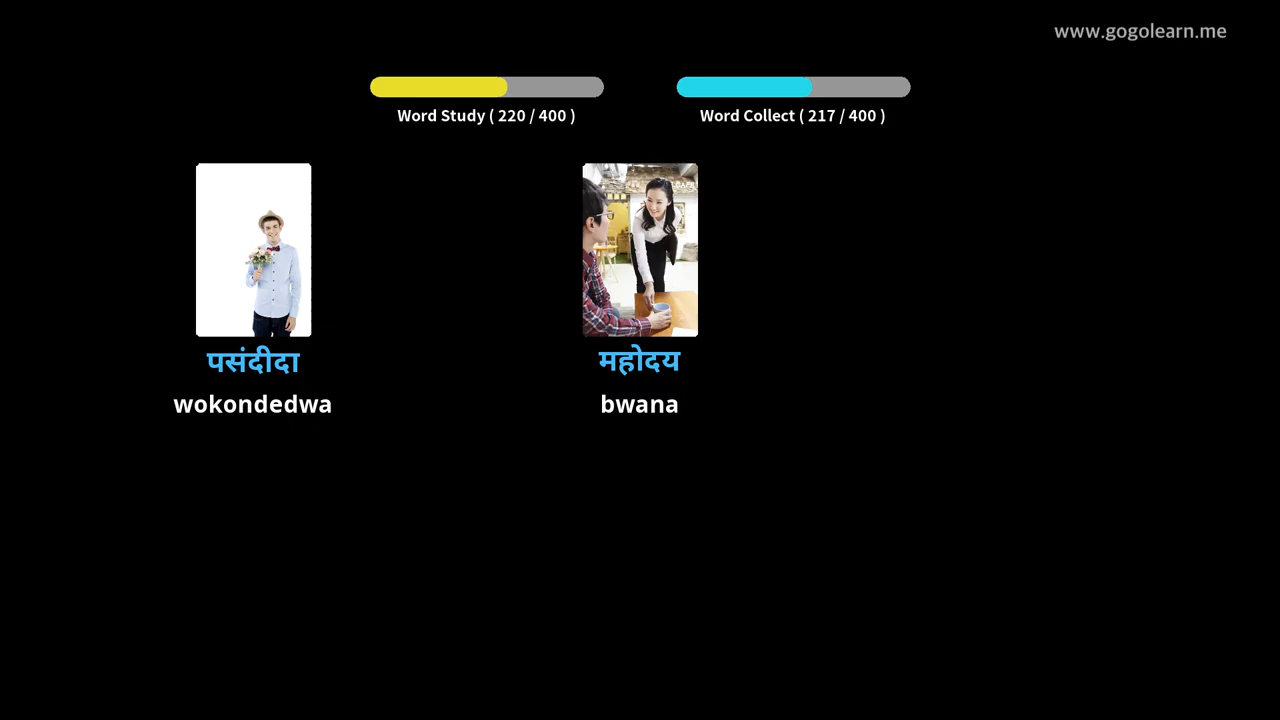 www.gogolearn.me
Word Study ( 220 / 400 )
Word Collect ( 217 / 400 )
पसंदीदा
wokondedwa
महोदय
bwana